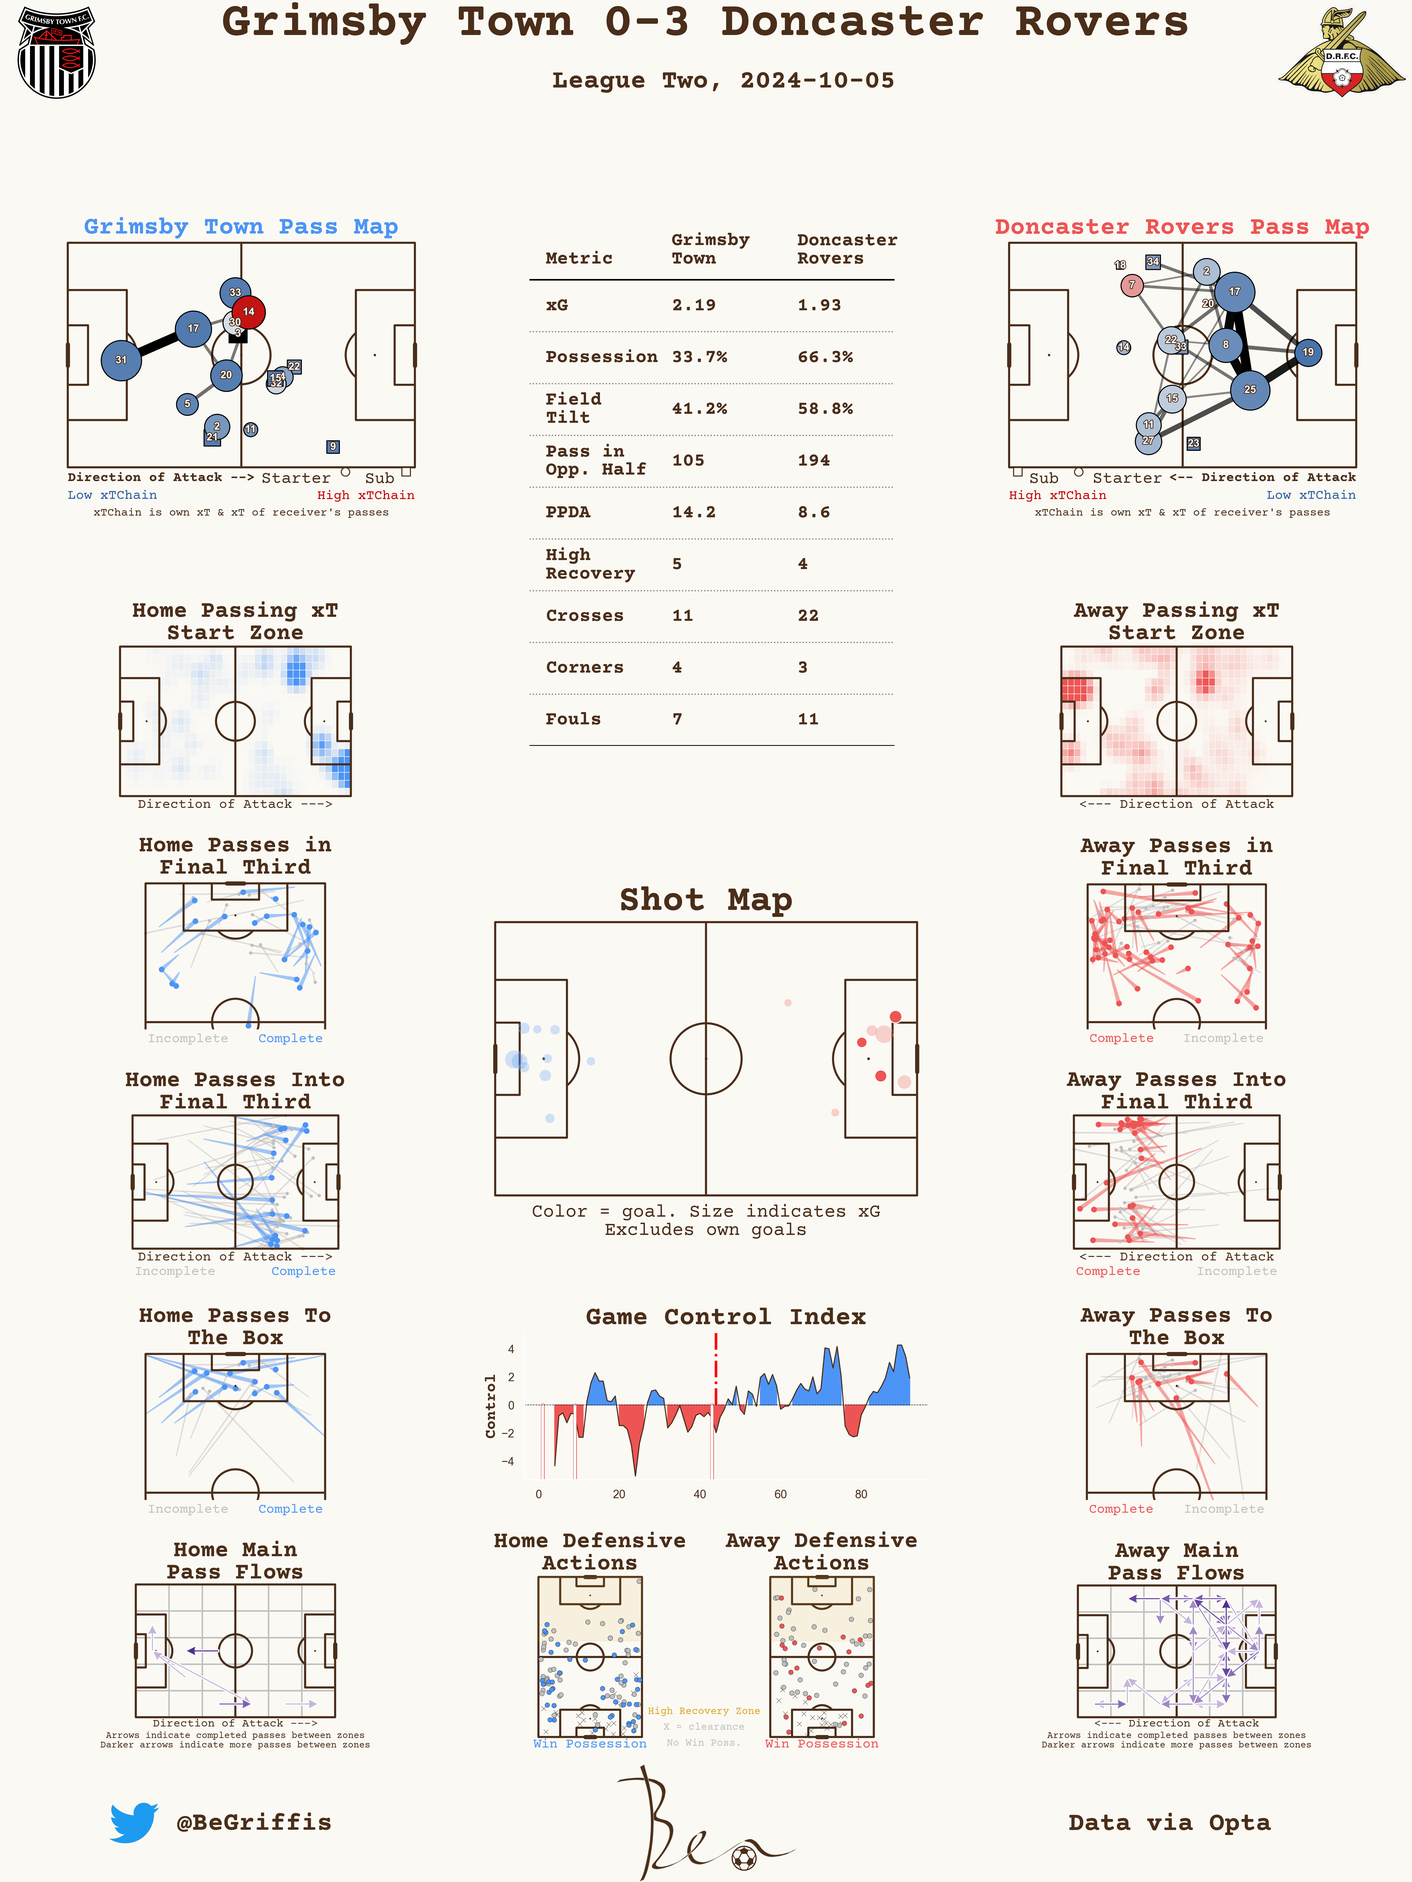 Grimsby Town 0-3 Doncaster Rovers
League Two, 2024-10-05
GRIMSBY TOWN F.C.
D.R.F.C.
Grimsby Town Pass Map
33
14
30
3
17
31
20
22
15
4
32
5
2
21
11
9
Direction of Attack --> Starter Sub
Low xTChain High xTChain
xTChain is own xT & xT of receiver's passes
Metric Grimsby Town Doncaster Rovers
xG 2.19 1.93
Possession 33.7% 66.3%
Field Tilt 41.2% 58.8%
Pass in Opp. Half 105 194
PPDA 14.2 8.6
High Recovery 5 4
Crosses 11 22
Corners 4 3
Fouls 7 11
Doncaster Rovers Pass Map
18
34
2
7
17
20
22
33
8
14
19
25
15
11
27
23
Sub Starter <-- Direction of Attack
High xTChain Low xTChain
xTChain is own xT & xT of receiver's passes
Home Passing xT
Start Zone
Direction of Attack --->
Away Passing xT
Start Zone
<--- Direction of Attack
Home Passes in
Final Third
Incomplete Complete
Away Passes in
Final Third
Complete Incomplete
Shot Map
Color = goal. Size indicates xG
Excludes own goals
Home Passes Into
Final Third
Direction of Attack --->
Incomplete Complete
Away Passes Into
Final Third
<--- Direction of Attack
Complete Incomplete
Home Passes To
The Box
Incomplete Complete
Game Control Index
Control
4
2
0
−2
−4
0 20 40 60 80
Away Passes To
The Box
Complete Incomplete
Home Main
Pass Flows
Direction of Attack --->
Arrows indicate completed passes between zones
Darker arrows indicate more passes between zones
Home Defensive
Actions
Win Possession
Away Defensive
Actions
Win Possession
High Recovery Zone
X = clearance
No Win Poss.
Away Main
Pass Flows
<--- Direction of Attack
Arrows indicate completed passes between zones
Darker arrows indicate more passes between zones
@BeGriffis
Ben
Data via Opta